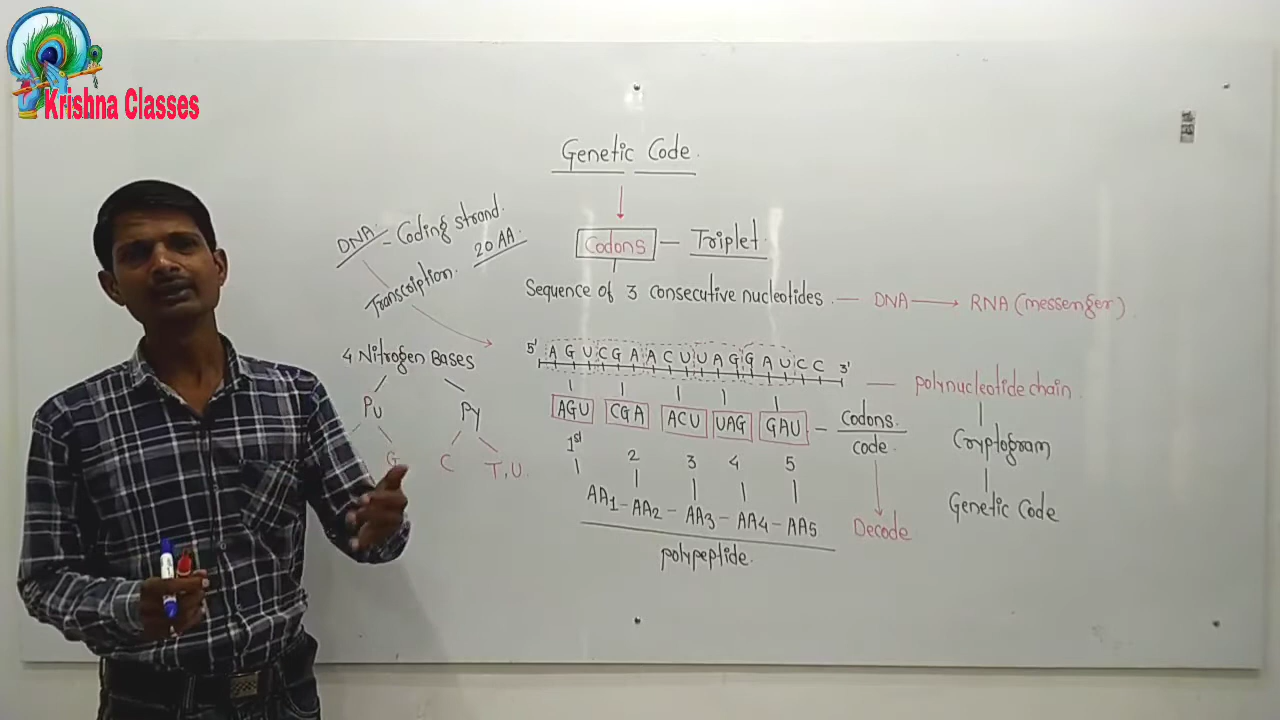 Krishna Classes
Genetic Code.
DNA - Coding strand.
20 AA.
Transcription.
Codons — Triplet.
Sequence of 3 consecutive nucleotides. — DNA → RNA (messenger).
4 Nitrogen Bases
Pu Py
G C T, U.
5' A G U C G A A C U U A G G A U C C 3' — polynucleotide chain.
AGU CGA ACU UAG GAU — Codons.
code.
1st 2 3 4 5
AA1 - AA2 - AA3 - AA4 - AA5
polypeptide.
Decode
Cryptogram
Genetic Code